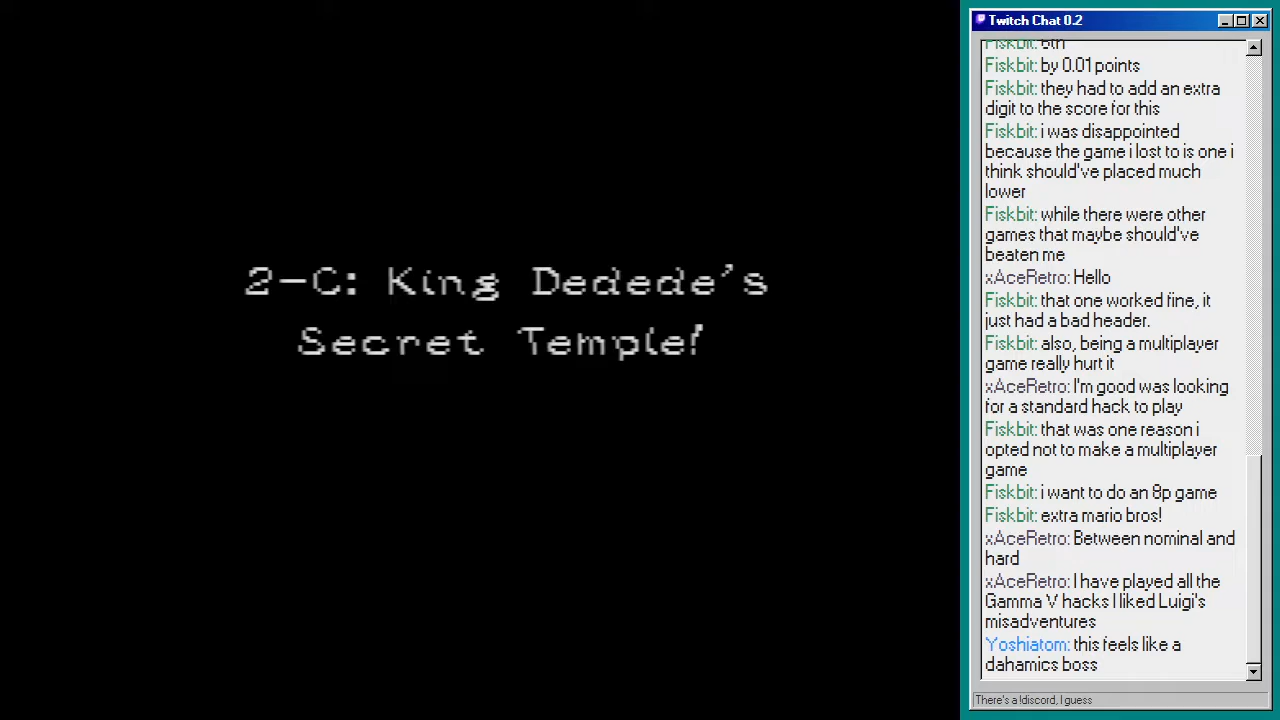 2-C: King Dedede's
Secret Temple!
Twitch Chat 0.2
Fiskbit: 6th
Fiskbit: by 0.01 points
Fiskbit: they had to add an extra
digit to the score for this
Fiskbit: i was disappointed
because the game i lost to is one i
think should've placed much
lower
Fiskbit: while there were other
games that maybe should've
beaten me
xAceRetro: Hello
Fiskbit: that one worked fine, it
just had a bad header.
Fiskbit: also, being a multiplayer
game really hurt it
xAceRetro: I'm good was looking
for a standard hack to play
Fiskbit: that was one reason i
opted not to make a multiplayer
game
Fiskbit: i want to do an 8p game
Fiskbit: extra mario bros!
xAceRetro: Between nominal and
hard
xAceRetro: I have played all the
Gamma V hacks I liked Luigi's
misadventures
Yoshiatom: this feels like a
dahamics boss
There's a !discord, I guess